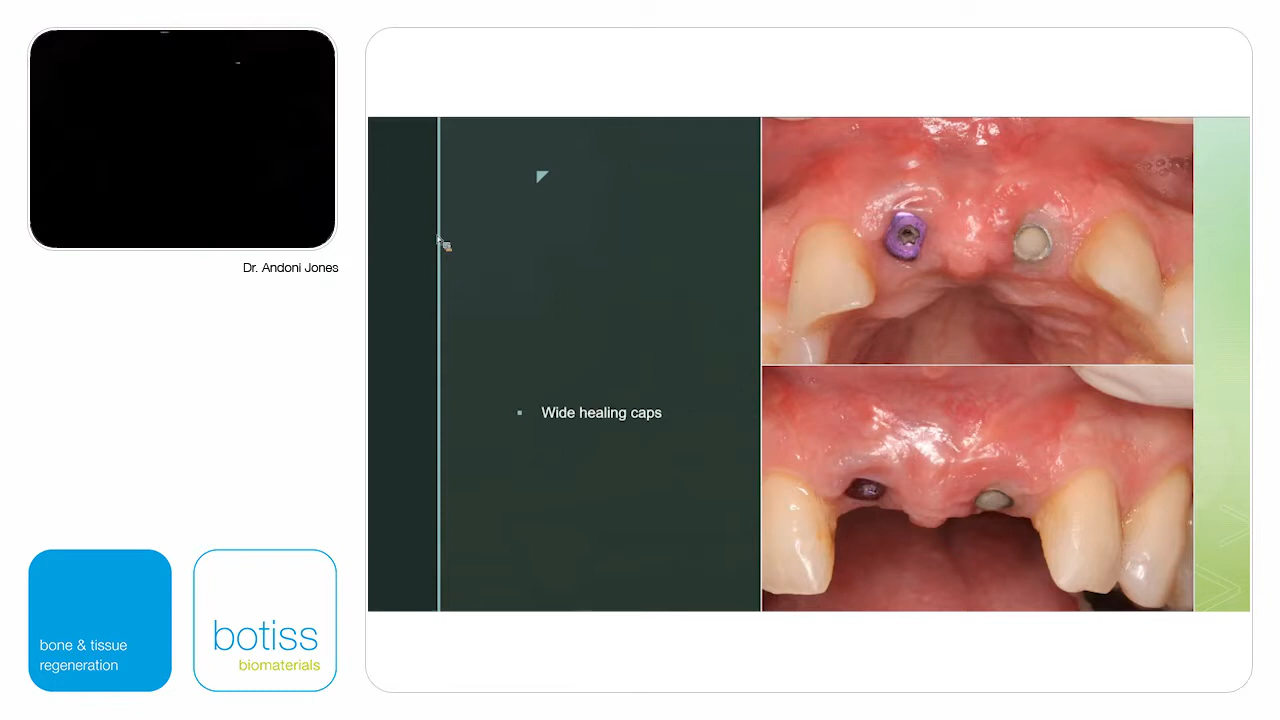 Dr. Andoni Jones
Wide healing caps
bone & tissue
regeneration
botiss
biomaterials